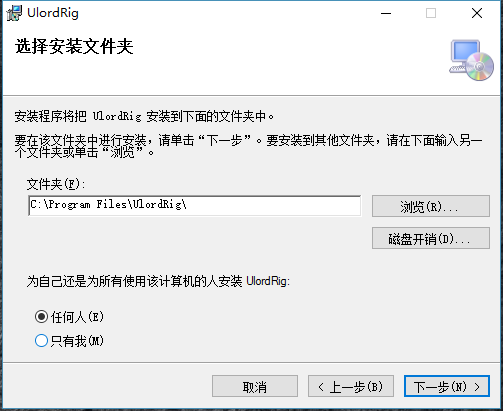 UlordRig
选择安装文件夹
安装程序将把 UlordRig 安装到下面的文件夹中。
要在该文件夹中进行安装，请单击“下一步”。要安装到其他文件夹，请在下面输入另一
个文件夹或单击“浏览”。
文件夹(F):
C:\Program Files\UlordRig\
浏览(R)...
磁盘开销(D)...
为自己还是为所有使用该计算机的人安装 UlordRig:
任何人(E)
只有我(M)
取消
< 上一步(B)
下一步(N) >